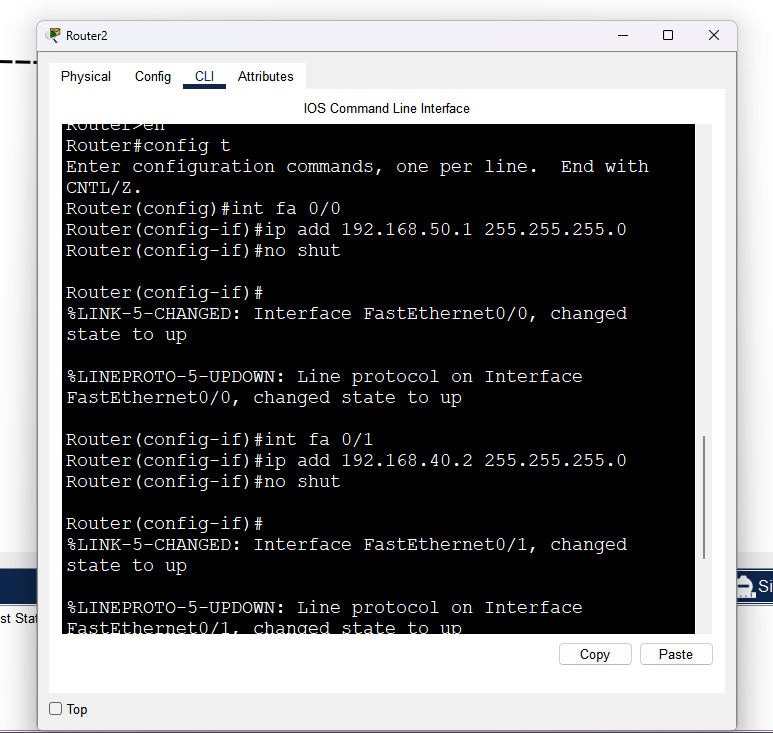 Router2
Physical Config CLI Attributes
IOS Command Line Interface
Router>en
Router#config t
Enter configuration commands, one per line.  End with
CNTL/Z.
Router(config)#int fa 0/0
Router(config-if)#ip add 192.168.50.1 255.255.255.0
Router(config-if)#no shut
Router(config-if)#
%LINK-5-CHANGED: Interface FastEthernet0/0, changed
state to up
%LINEPROTO-5-UPDOWN: Line protocol on Interface
FastEthernet0/0, changed state to up
Router(config-if)#int fa 0/1
Router(config-if)#ip add 192.168.40.2 255.255.255.0
Router(config-if)#no shut
Router(config-if)#
%LINK-5-CHANGED: Interface FastEthernet0/1, changed
state to up
%LINEPROTO-5-UPDOWN: Line protocol on Interface
FastEthernet0/1, changed state to up
Copy Paste
Top